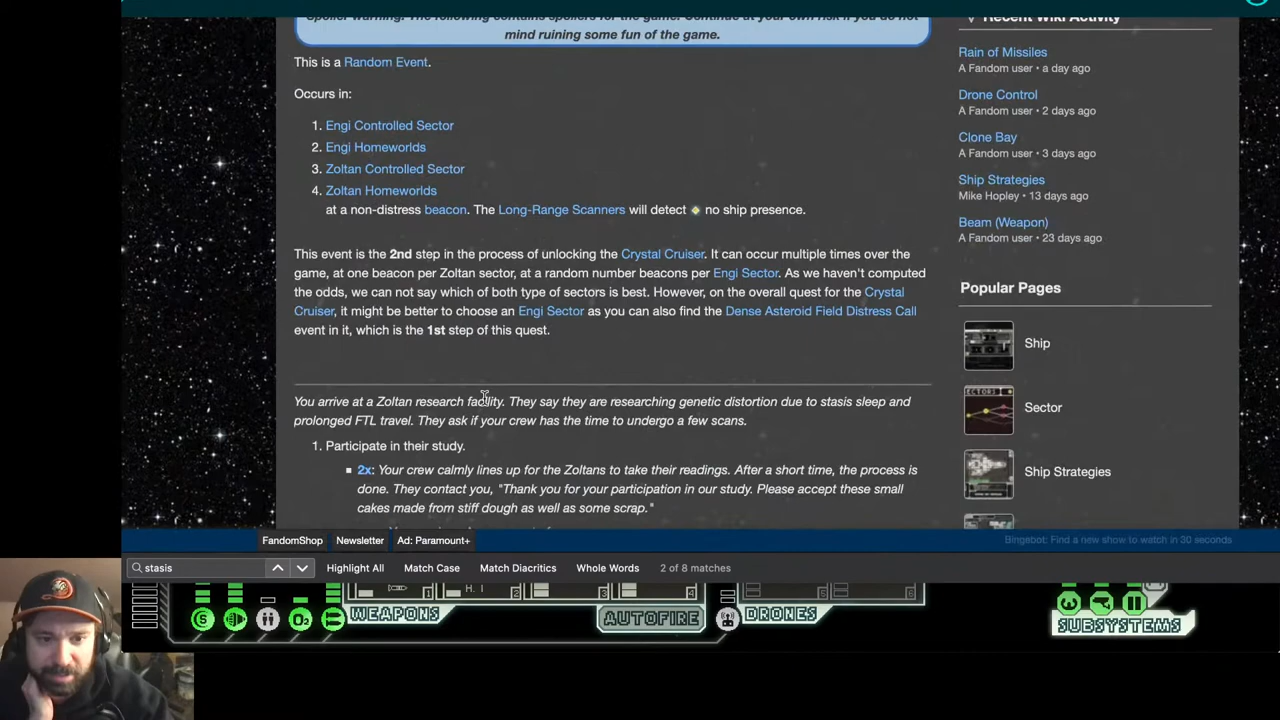 Spoiler warning: The following contains spoilers for the game. Continue at your own risk if you do not
mind ruining some fun of the game.
This is a Random Event.
Occurs in:
1. Engi Controlled Sector
2. Engi Homeworlds
3. Zoltan Controlled Sector
4. Zoltan Homeworlds
at a non-distress beacon. The Long-Range Scanners will detect no ship presence.
This event is the 2nd step in the process of unlocking the Crystal Cruiser. It can occur multiple times over the
game, at one beacon per Zoltan sector, at a random number beacons per Engi Sector. As we haven't computed
the odds, we can not say which of both type of sectors is best. However, on the overall quest for the Crystal
Cruiser, it might be better to choose an Engi Sector as you can also find the Dense Asteroid Field Distress Call
event in it, which is the 1st step of this quest.
You arrive at a Zoltan research facility. They say they are researching genetic distortion due to stasis sleep and
prolonged FTL travel. They ask if your crew has the time to undergo a few scans.
1. Participate in their study.
2x: Your crew calmly lines up for the Zoltans to take their readings. After a short time, the process is
done. They contact you, "Thank you for your participation in our study. Please accept these small
cakes made from stiff dough as well as some scrap."
Recent Wiki Activity
Rain of Missiles
A Fandom user • a day ago
Drone Control
A Fandom user • 2 days ago
Clone Bay
A Fandom user • 3 days ago
Ship Strategies
Mike Hopley • 13 days ago
Beam (Weapon)
A Fandom user • 23 days ago
Popular Pages
Ship
SECTORS
Sector
Ship Strategies
FandomShop Newsletter Ad: Paramount+
Bingebot: Find a new show to watch in 30 seconds
stasis Highlight All Match Case Match Diacritics Whole Words 2 of 8 matches
1 H. I 2 3 4 5 6
O2 WEAPONS AUTOFIRE DRONES SUBSYSTEMS